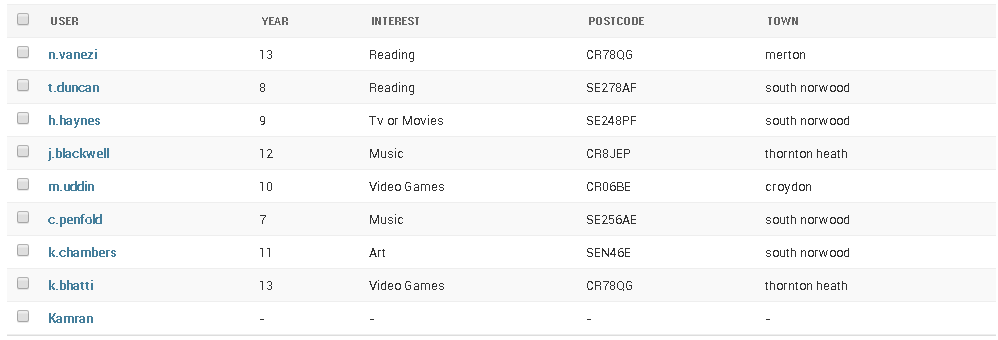 USER YEAR INTEREST POSTCODE TOWN
n.vanezi 13 Reading CR78QG merton
t.duncan 8 Reading SE278AF south norwood
h.haynes 9 Tv or Movies SE248PF south norwood
j.blackwell 12 Music CR8JEP thornton heath
m.uddin 10 Video Games CR06BE croydon
c.penfold 7 Music SE256AE south norwood
k.chambers 11 Art SEN46E south norwood
k.bhatti 13 Video Games CR78QG thornton heath
Kamran - - - -